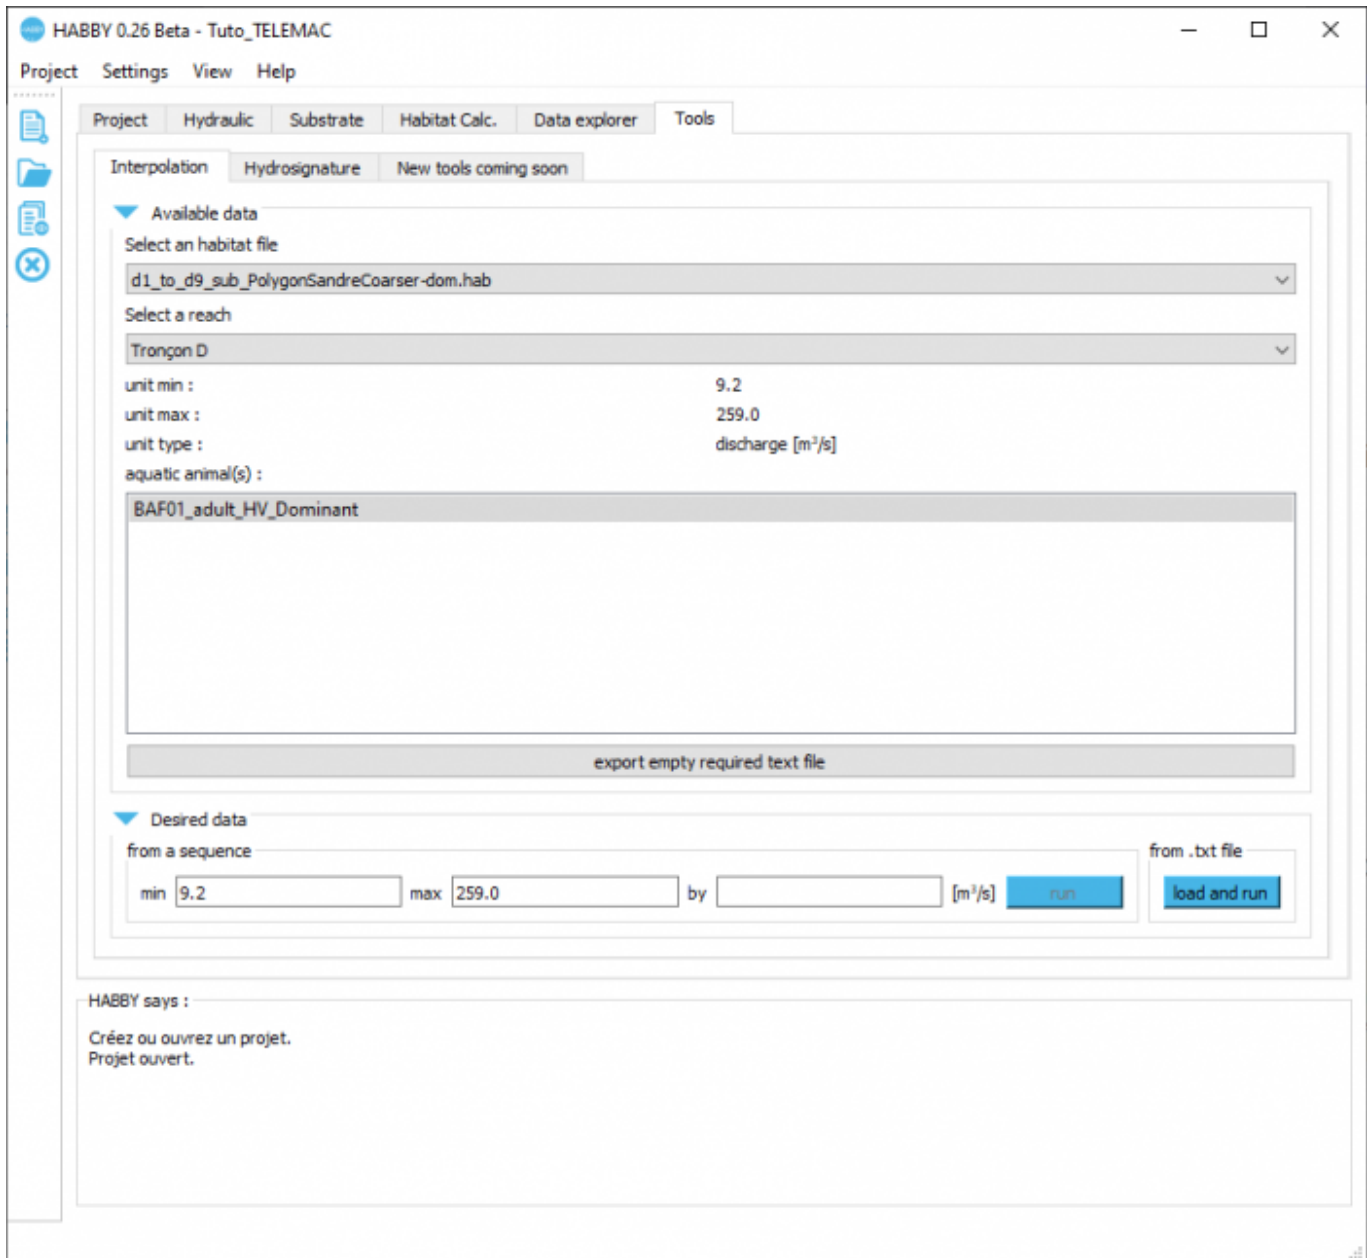 HABBY 0.26 Beta - Tuto_TELEMAC
Project Settings View Help
Project Hydraulic Substrate Habitat Calc. Data explorer Tools
Interpolation Hydrosignature New tools coming soon
Available data
Select an habitat file
d1_to_d9_sub_PolygonSandreCoarser-dom.hab
Select a reach
Tronçon D
unit min : 9.2
unit max : 259.0
unit type : discharge [m³/s]
aquatic animal(s) :
BAF01_adult_HV_Dominant
export empty required text file
Desired data
from a sequence from .txt file
min 9.2 max 259.0 by [m³/s] run load and run
HABBY says :
Créez ou ouvrez un projet.
Projet ouvert.